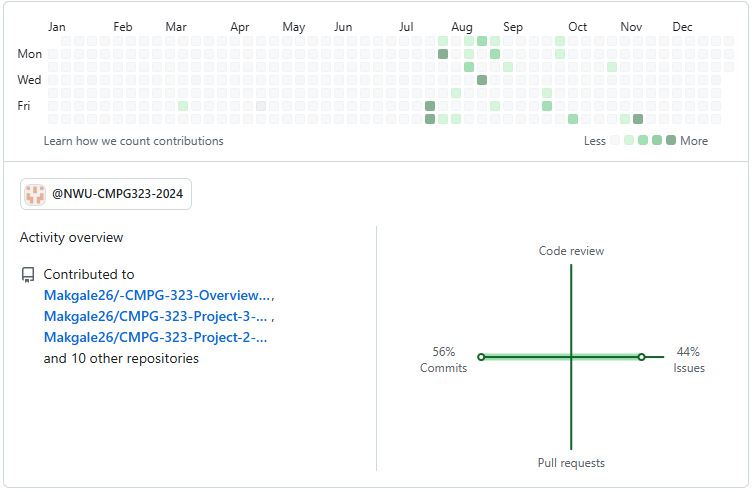 Jan Feb Mar Apr May Jun Jul Aug Sep Oct Nov Dec
Mon
Wed
Fri
Learn how we count contributions
Less More
@NWU-CMPG323-2024
Activity overview
Contributed to
Makgale26/-CMPG-323-Overview...,
Makgale26/CMPG-323-Project-3-... ,
Makgale26/CMPG-323-Project-2-...
and 10 other repositories
Code review
56%
Commits
44%
Issues
Pull requests